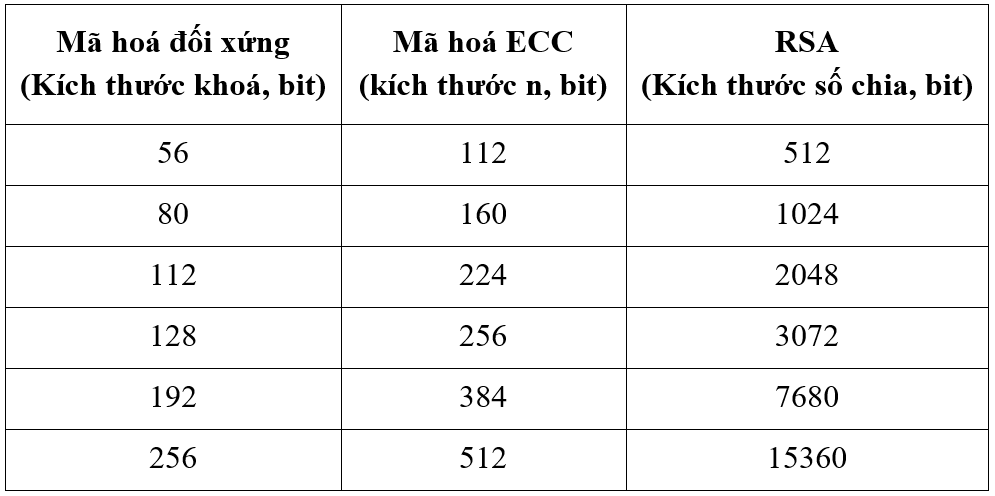 Mã hoá đối xứng
(Kích thước khoá, bit)
Mã hoá ECC
(kích thước n, bit)
RSA
(Kích thước số chia, bit)
56 112 512
80 160 1024
112 224 2048
128 256 3072
192 384 7680
256 512 15360